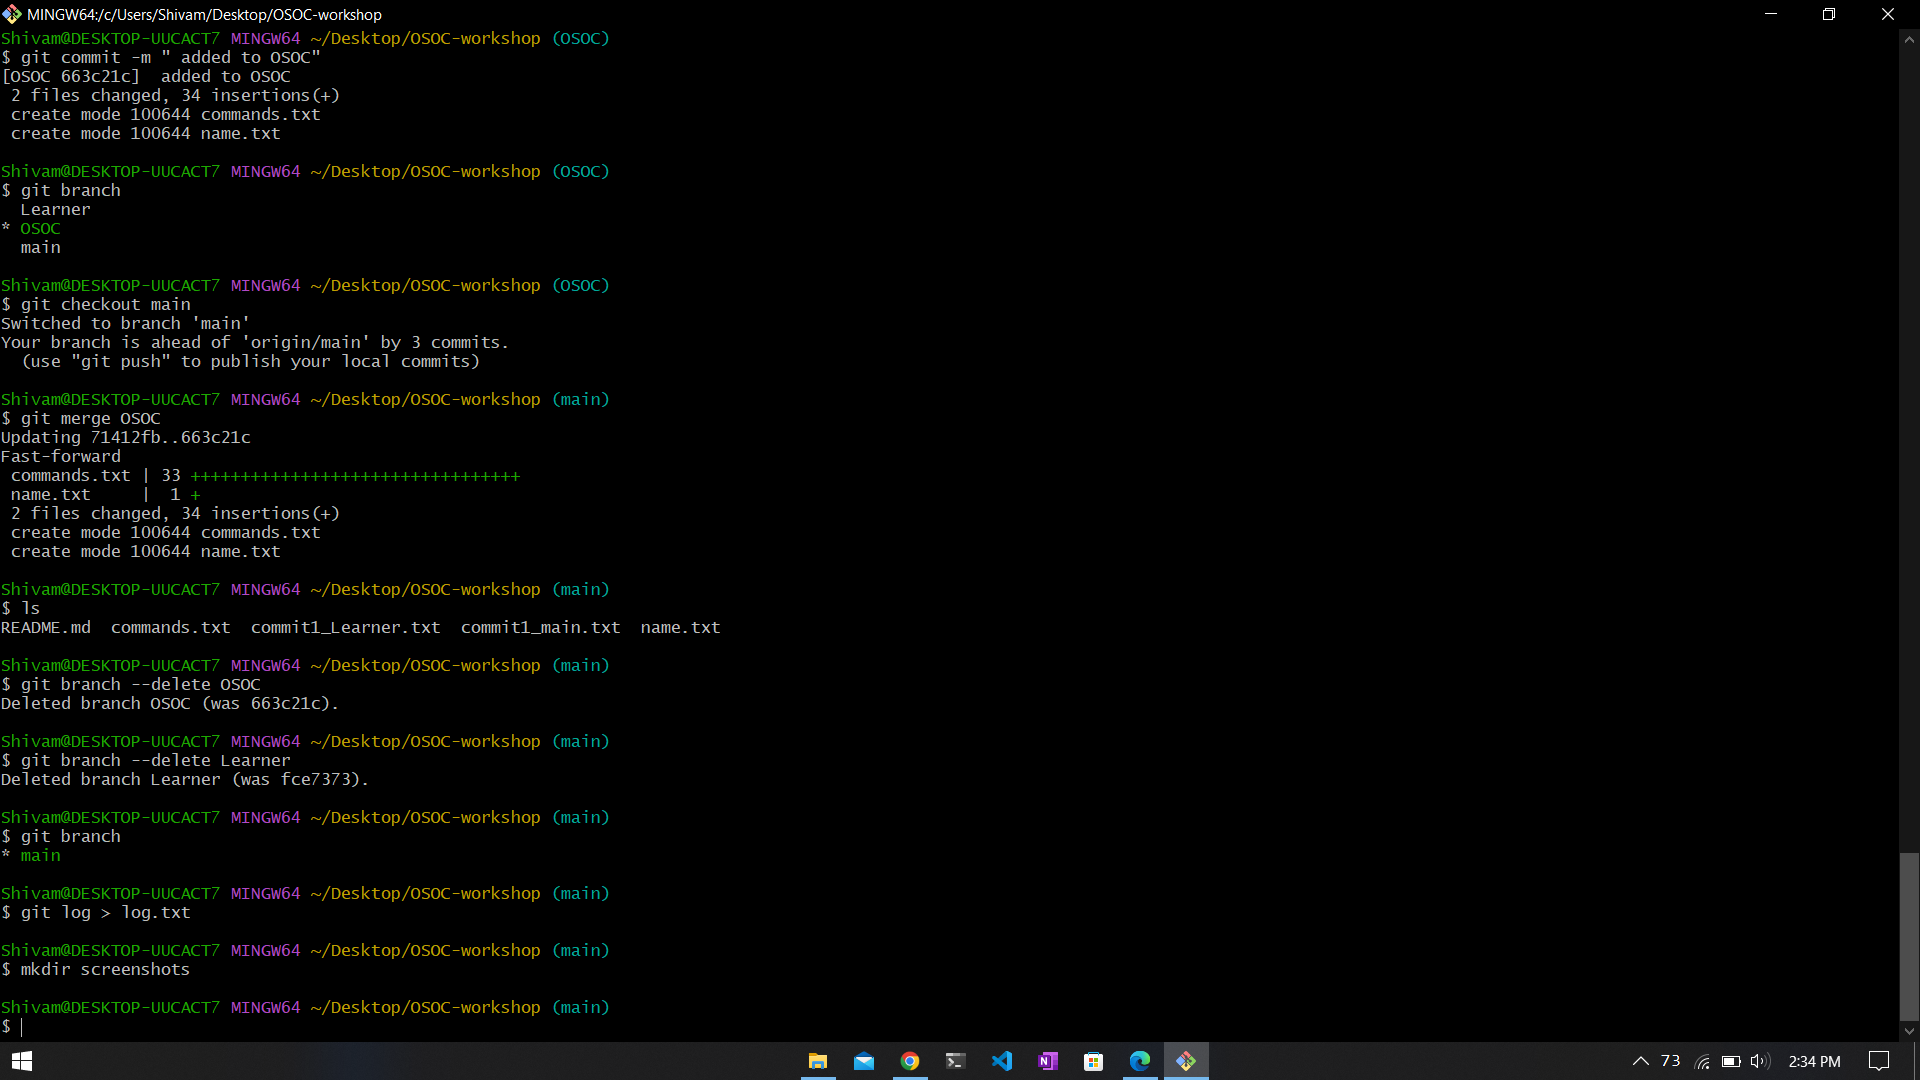 MINGW64:/c/Users/Shivam/Desktop/OSOC-workshop
Shivam@DESKTOP-UUCACT7 MINGW64 ~/Desktop/OSOC-workshop (OSOC)
$ git commit -m " added to OSOC"
[OSOC 663c21c]  added to OSOC
 2 files changed, 34 insertions(+)
 create mode 100644 commands.txt
 create mode 100644 name.txt

Shivam@DESKTOP-UUCACT7 MINGW64 ~/Desktop/OSOC-workshop (OSOC)
$ git branch
  Learner
* OSOC
  main

Shivam@DESKTOP-UUCACT7 MINGW64 ~/Desktop/OSOC-workshop (OSOC)
$ git checkout main
Switched to branch 'main'
Your branch is ahead of 'origin/main' by 3 commits.
  (use "git push" to publish your local commits)

Shivam@DESKTOP-UUCACT7 MINGW64 ~/Desktop/OSOC-workshop (main)
$ git merge OSOC
Updating 71412fb..663c21c
Fast-forward
 commands.txt | 33 +++++++++++++++++++++++++++++++++
 name.txt     |  1 +
 2 files changed, 34 insertions(+)
 create mode 100644 commands.txt
 create mode 100644 name.txt

Shivam@DESKTOP-UUCACT7 MINGW64 ~/Desktop/OSOC-workshop (main)
$ ls
README.md  commands.txt  commit1_Learner.txt  commit1_main.txt  name.txt

Shivam@DESKTOP-UUCACT7 MINGW64 ~/Desktop/OSOC-workshop (main)
$ git branch --delete OSOC
Deleted branch OSOC (was 663c21c).

Shivam@DESKTOP-UUCACT7 MINGW64 ~/Desktop/OSOC-workshop (main)
$ git branch --delete Learner
Deleted branch Learner (was fce7373).

Shivam@DESKTOP-UUCACT7 MINGW64 ~/Desktop/OSOC-workshop (main)
$ git branch
* main

Shivam@DESKTOP-UUCACT7 MINGW64 ~/Desktop/OSOC-workshop (main)
$ git log > log.txt

Shivam@DESKTOP-UUCACT7 MINGW64 ~/Desktop/OSOC-workshop (main)
$ mkdir screenshots

Shivam@DESKTOP-UUCACT7 MINGW64 ~/Desktop/OSOC-workshop (main)
$
73 2:34 PM